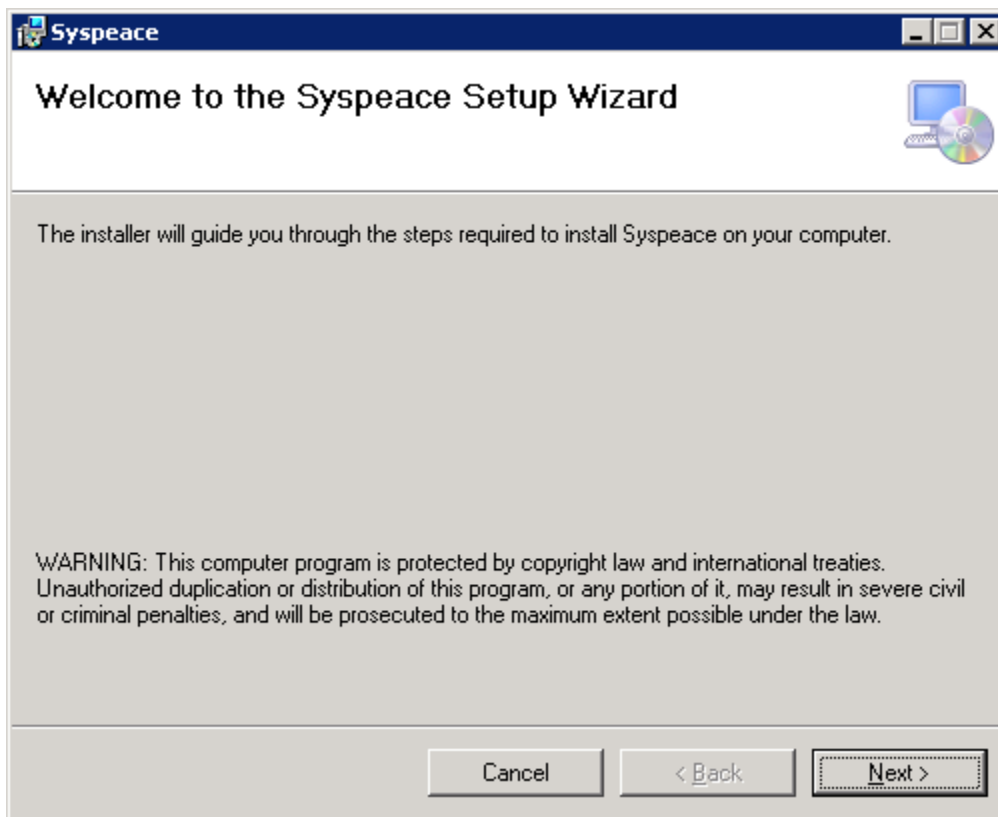 Syspeace
Welcome to the Syspeace Setup Wizard
The installer will guide you through the steps required to install Syspeace on your computer.
WARNING: This computer program is protected by copyright law and international treaties.
Unauthorized duplication or distribution of this program, or any portion of it, may result in severe civil
or criminal penalties, and will be prosecuted to the maximum extent possible under the law.
Cancel
< Back
Next >